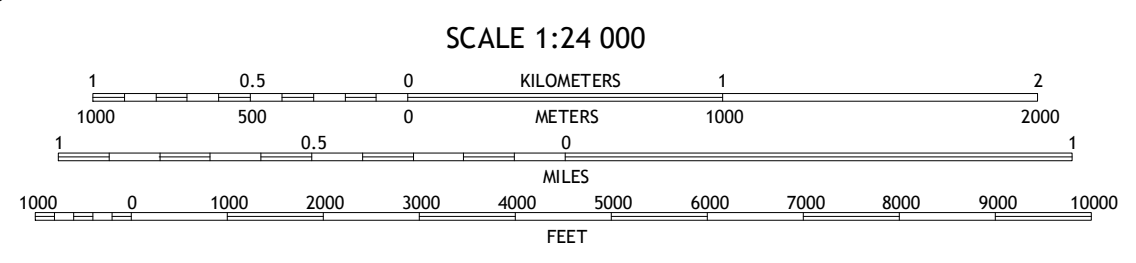 SCALE 1:24 000
1 0.5 0 KILOMETERS 1 2
1000 500 0 METERS 1000 2000
1 0.5 0 1
MILES
1000 0 1000 2000 3000 4000 5000 6000 7000 8000 9000 10000
FEET